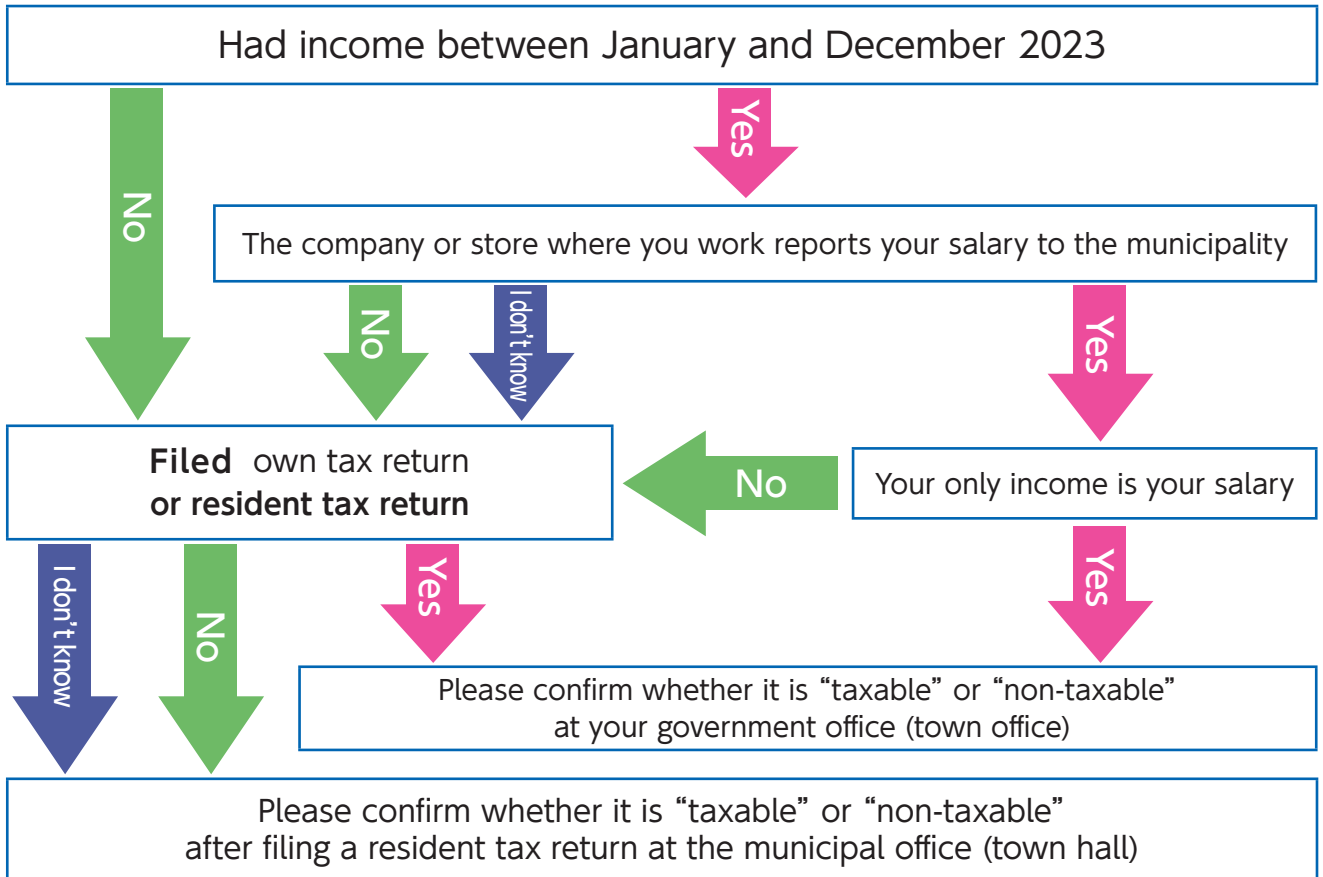 Had income between January and December 2023
No
Yes
The company or store where you work reports your salary to the municipality
No
I don't know
Yes
Filed own tax return
or resident tax return
No
Your only income is your salary
I don't know
No
Yes
Yes
Please confirm whether it is “taxable” or “non-taxable”
at your government office (town office)
Please confirm whether it is “taxable” or “non-taxable”
after filing a resident tax return at the municipal office (town hall)